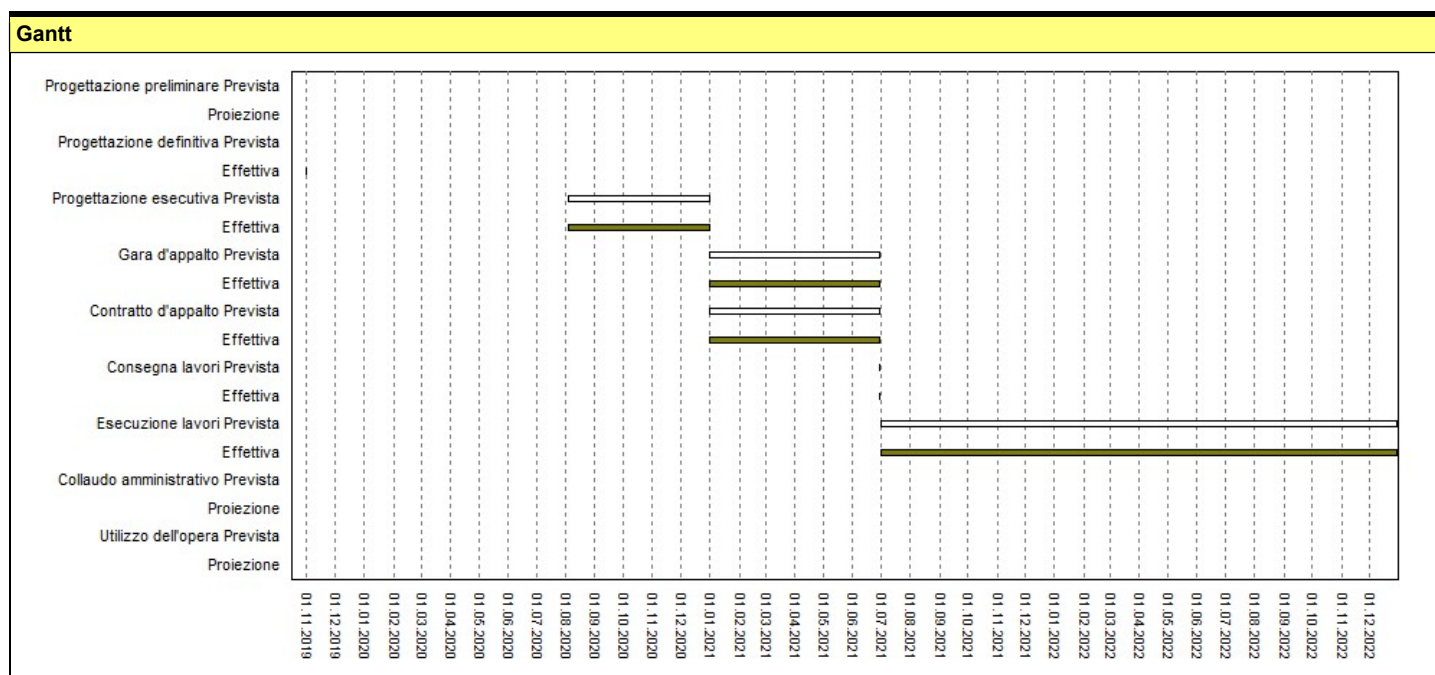 Gantt
Progettazione preliminare Prevista
Proiezione
Progettazione definitiva Prevista
Effettiva
Progettazione esecutiva Prevista
Effettiva
Gara d'appalto Prevista
Effettiva
Contratto d'appalto Prevista
Effettiva
Consegna lavori Prevista
Effettiva
Esecuzione lavori Prevista
Effettiva
Collaudo amministrativo Prevista
Proiezione
Utilizzo dell'opera Prevista
Proiezione
01.11.2019
01.12.2019
01.01.2020
01.02.2020
01.03.2020
01.04.2020
01.05.2020
01.06.2020
01.07.2020
01.08.2020
01.09.2020
01.10.2020
01.11.2020
01.12.2020
01.01.2021
01.02.2021
01.03.2021
01.04.2021
01.05.2021
01.06.2021
01.07.2021
01.08.2021
01.09.2021
01.10.2021
01.11.2021
01.12.2021
01.01.2022
01.02.2022
01.03.2022
01.04.2022
01.05.2022
01.06.2022
01.07.2022
01.08.2022
01.09.2022
01.10.2022
01.11.2022
01.12.2022